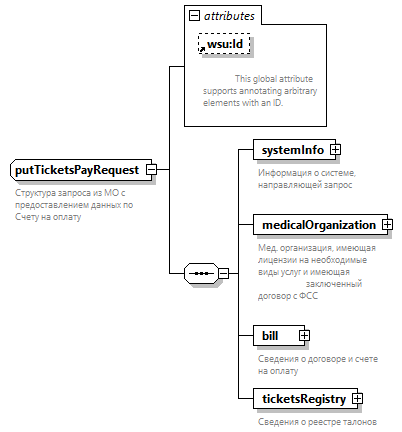 attributes
wsu:Id
This global attribute
supports annotating arbitrary
elements with an ID.
putTicketsPayRequest
Структура запроса из МО с
предоставлением данных по
Счету на оплату
systemInfo
Информация о системе,
направляющей запрос
medicalOrganization
Мед. организация, имеющая
лицензии на необходимые
виды услуг и имеющая
заключенный
договор с ФСС
bill
Сведения о договоре и счете
на оплату
ticketsRegistry
Сведения о реестре талонов